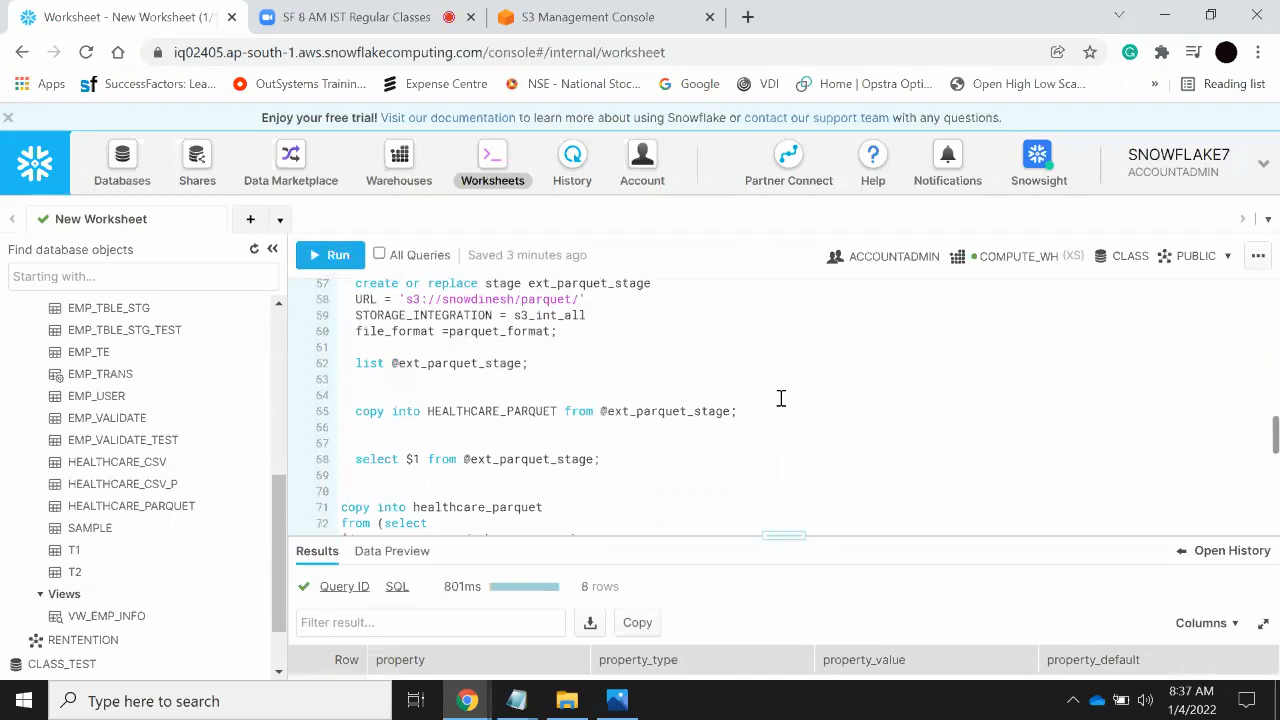 Worksheet - New Worksheet (1/1
SF 8 AM IST Regular Classes
S3 Management Console
iq02405.ap-south-1.aws.snowflakecomputing.com/console#/internal/worksheet
Apps
SuccessFactors: Lea...
OutSystems Trainin...
Expense Centre
NSE - National Stoc...
Google
VDI
Home | Opstra Opti...
Open High Low Sca...
»
Reading list
Enjoy your free trial! Visit our documentation to learn more about using Snowflake or contact our support team with any questions.
Databases
Shares
Data Marketplace
Warehouses
Worksheets
History
Account
Partner Connect
Help
Notifications
Snowsight
SNOWFLAKE7
ACCOUNTADMIN
New Worksheet
Find database objects
Starting with...
EMP_TBLE_STG
EMP_TBLE_STG_TEST
EMP_TE
EMP_TRANS
EMP_USER
EMP_VALIDATE
EMP_VALIDATE_TEST
HEALTHCARE_CSV
HEALTHCARE_CSV_P
HEALTHCARE_PARQUET
SAMPLE
T1
T2
Views
VW_EMP_INFO
RENTENTION
CLASS_TEST
Run
All Queries
Saved 3 minutes ago
ACCOUNTADMIN
COMPUTE_WH (XS)
CLASS
PUBLIC
57 create or replace stage ext_parquet_stage
58 URL = 's3://snowdinesh/parquet/'
59 STORAGE_INTEGRATION = s3_int_all
60 file_format =parquet_format;
61
62 list @ext_parquet_stage;
63
64
65 copy into HEALTHCARE_PARQUET from @ext_parquet_stage;
66
67
68 select $1 from @ext_parquet_stage;
69
70
71 copy into healthcare_parquet
72 from (select
Results
Data Preview
Open History
Query ID
SQL
801ms
8 rows
Filter result...
Copy
Columns
Row
property
property_type
property_value
property_default
Type here to search
8:37 AM
1/4/2022